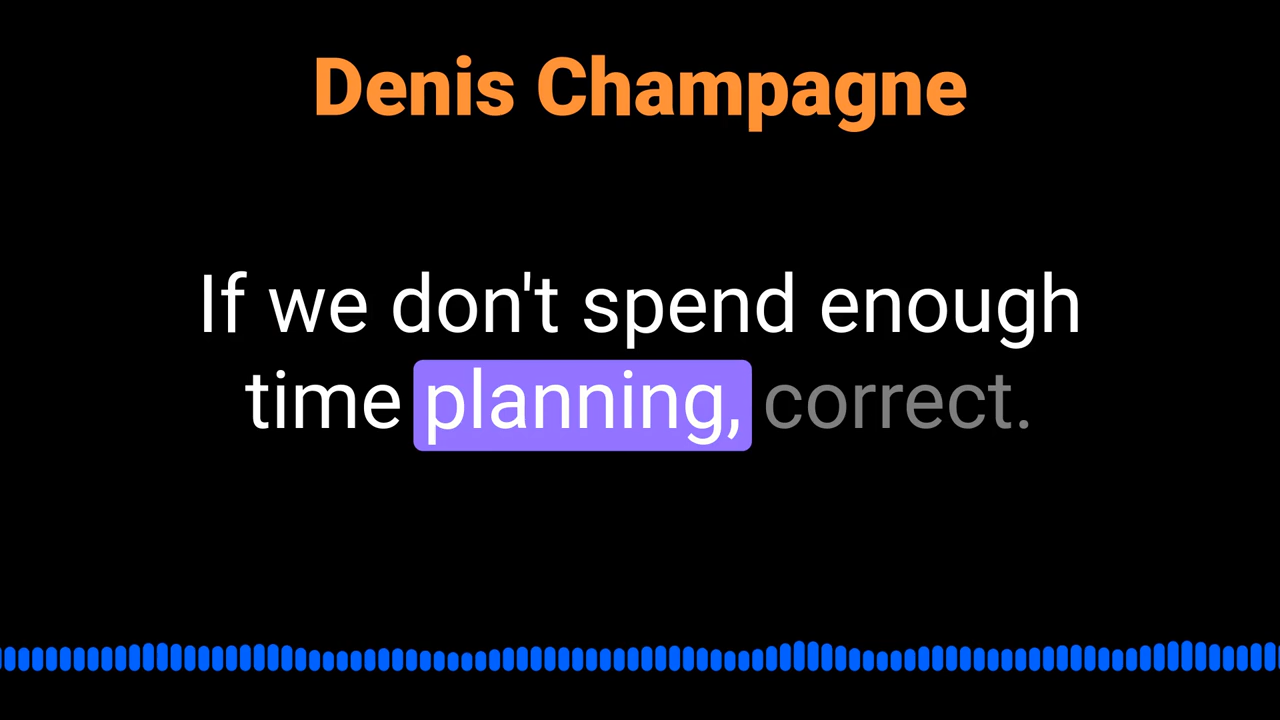 Denis Champagne
If we don't spend enough
time planning, correct.